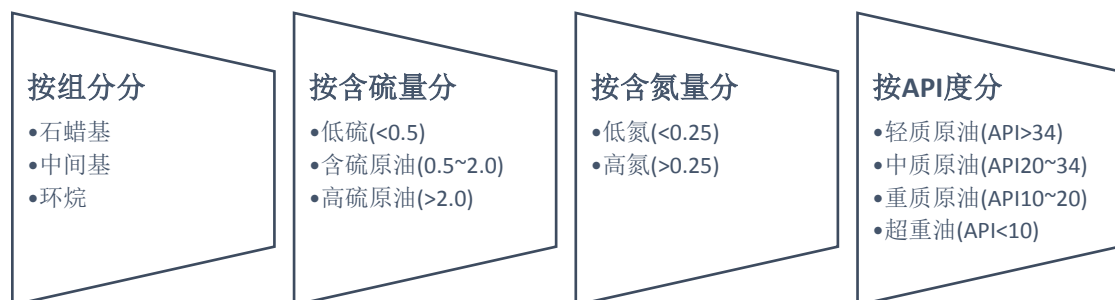 按组分分
•石蜡基
•中间基
•环烷
按含硫量分
•低硫(<0.5)
•含硫原油(0.5~2.0)
•高硫原油(>2.0)
按含氮量分
•低氮(<0.25)
•高氮(>0.25)
按API度分
•轻质原油(API>34)
•中质原油(API20~34)
•重质原油(API10~20)
•超重油(API<10)